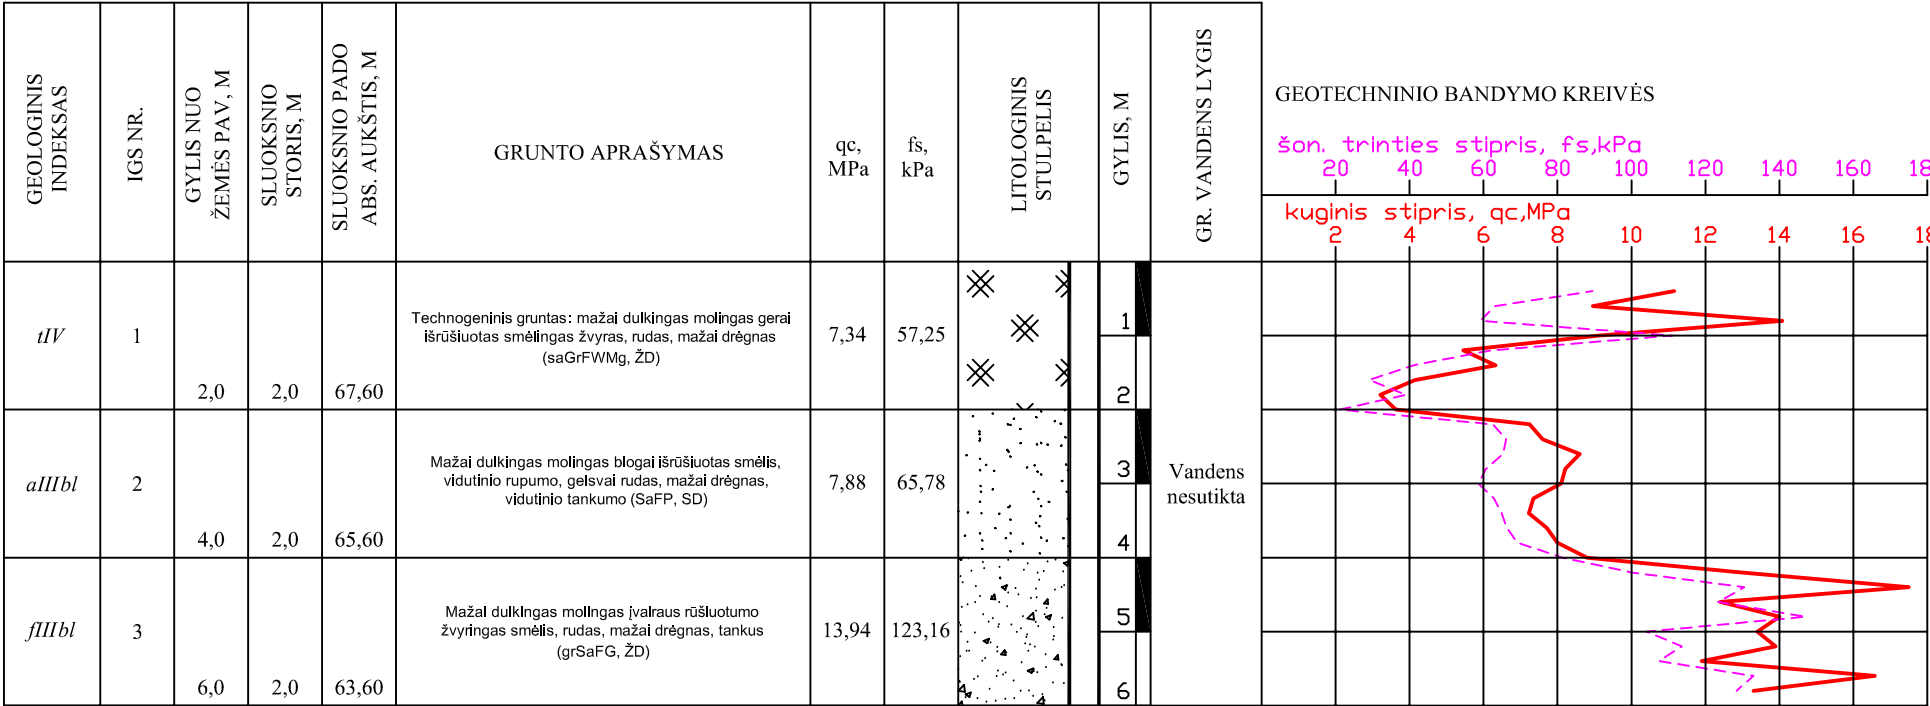 GEOLOGINIS
INDEKSAS
IGS NR.
GYLIS NUO
ŽEMĖS PAV, M
SLUOKSNIO
STORIS, M
SLUOKSNIO PADO
ABS. AUKŠTIS, M
GRUNTO APRAŠYMAS
qc,
MPa
fs,
kPa
LITOLOGINIS
STULPELIS
GYLIS, M
GR. VANDENS LYGIS
GEOTECHNINIO BANDYMO KREIVĖS
šon. trinties stipris, fs,kPa
20 40 60 80 100 120 140 160 18
kūginis stipris, qc,MPa
2 4 6 8 10 12 14 16 18
tIV
1
2,0
2,0
67,60
Technogeninis gruntas: mažai dulkingas molingas gerai
išrūšiuotas smėlingas žvyras, rudas, mažai drėgnas
(saGrFWMg, ŽD)
7,34
57,25
1
2
aIIIbl
2
4,0
2,0
65,60
Mažai dulkingas molingas blogai išrūšiuotas smėlis,
vidutinio rupumo, gelsvai rudas, mažai drėgnas,
vidutinio tankumo (SaFP, SD)
7,88
65,78
3
4
Vandens
nesutikta
fIIIbl
3
6,0
2,0
63,60
Mažai dulkingas molingas įvairaus rūšiuotumo
žvyringas smėlis, rudas, mažai drėgnas, tankus
(grSaFG, ŽD)
13,94
123,16
5
6